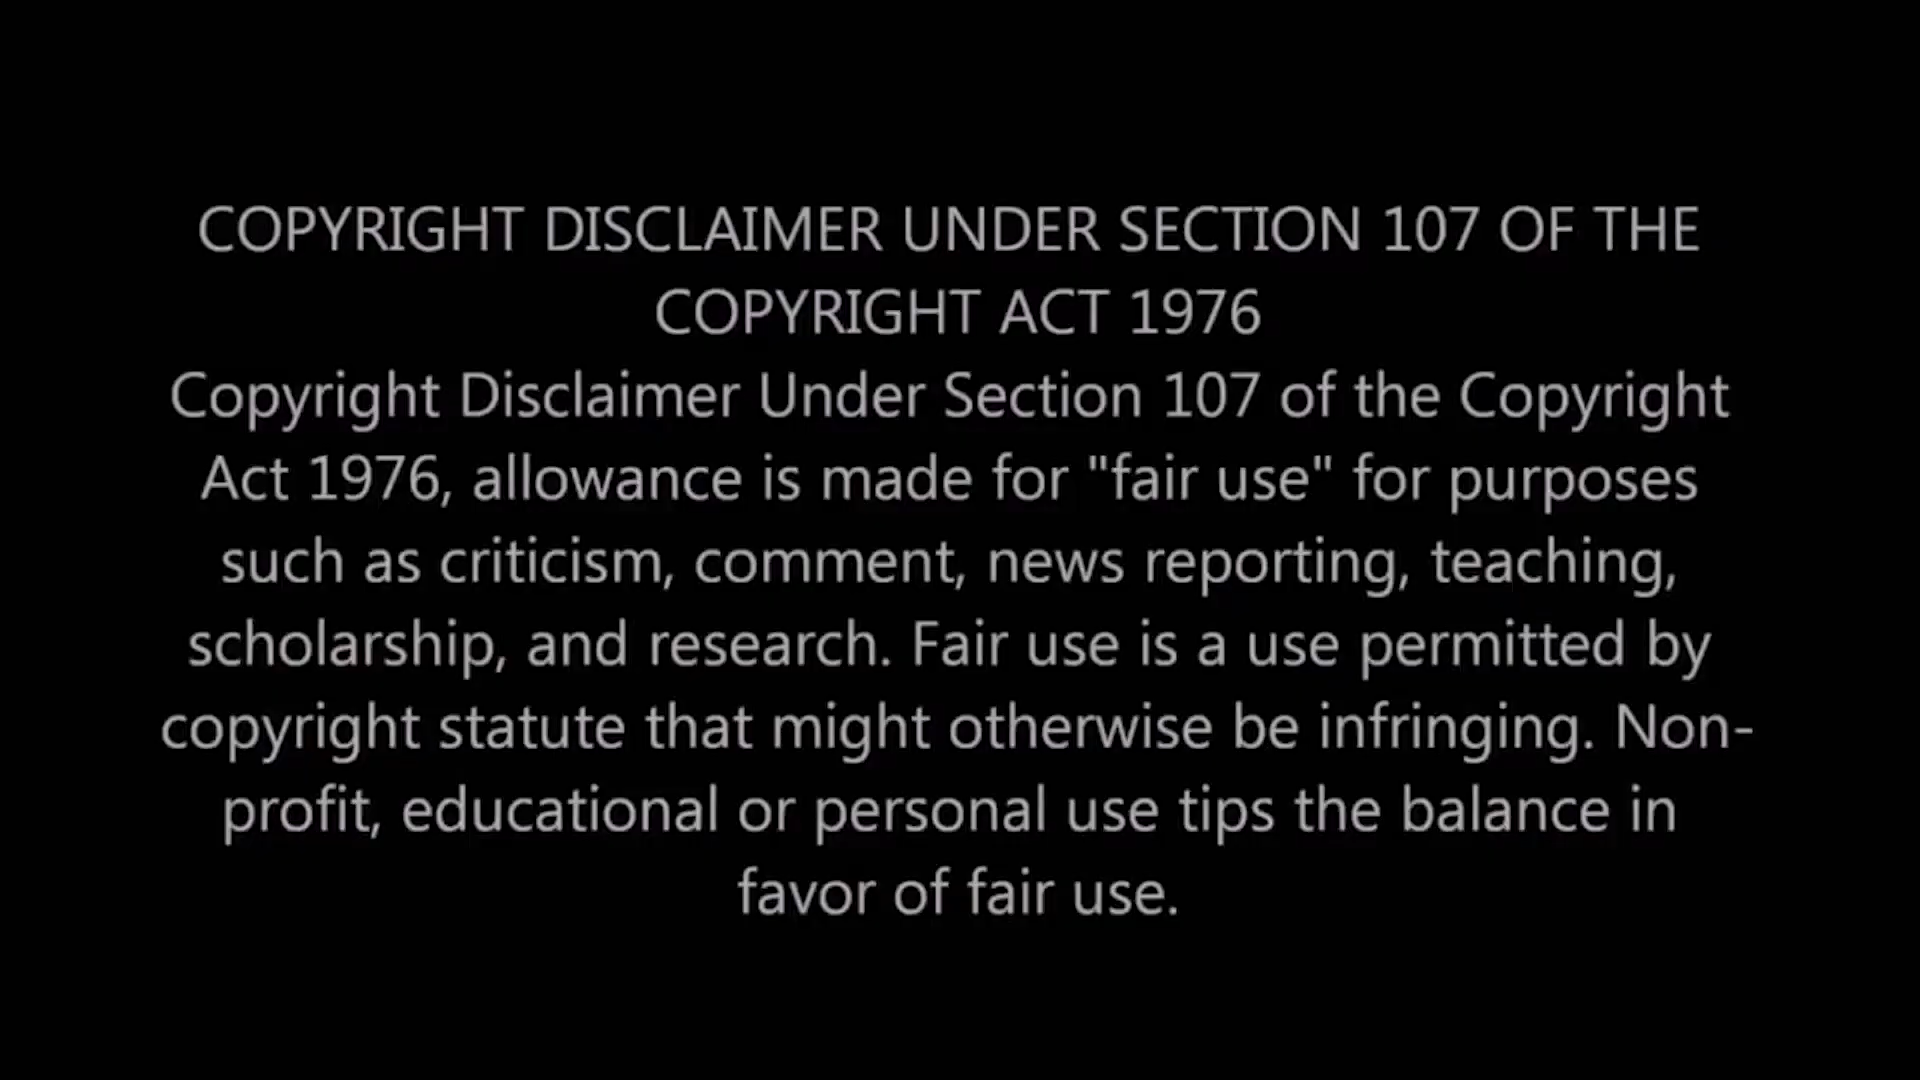 COPYRIGHT DISCLAIMER UNDER SECTION 107 OF THE
COPYRIGHT ACT 1976
Copyright Disclaimer Under Section 107 of the Copyright
Act 1976, allowance is made for "fair use" for purposes
such as criticism, comment, news reporting, teaching,
scholarship, and research. Fair use is a use permitted by
copyright statute that might otherwise be infringing. Non-
profit, educational or personal use tips the balance in
favor of fair use.